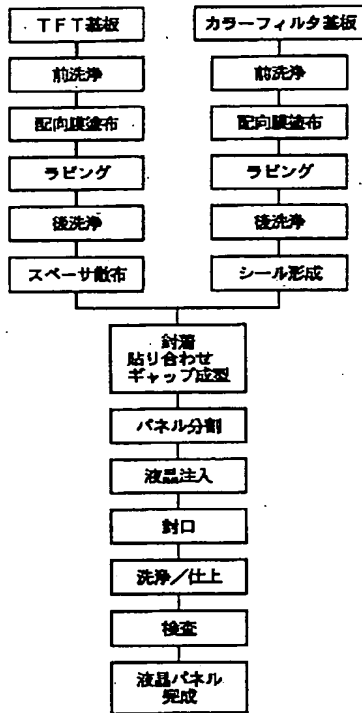 TFT基板
前洗浄
配向膜塗布
ラビング
後洗浄
スペーサ散布
カラーフィルタ基板
前洗浄
配向膜塗布
ラビング
後洗浄
シール形成
封着
貼り合わせ
ギャップ成型
パネル分割
液晶注入
封口
洗浄/仕上
検査
液晶パネル
完成